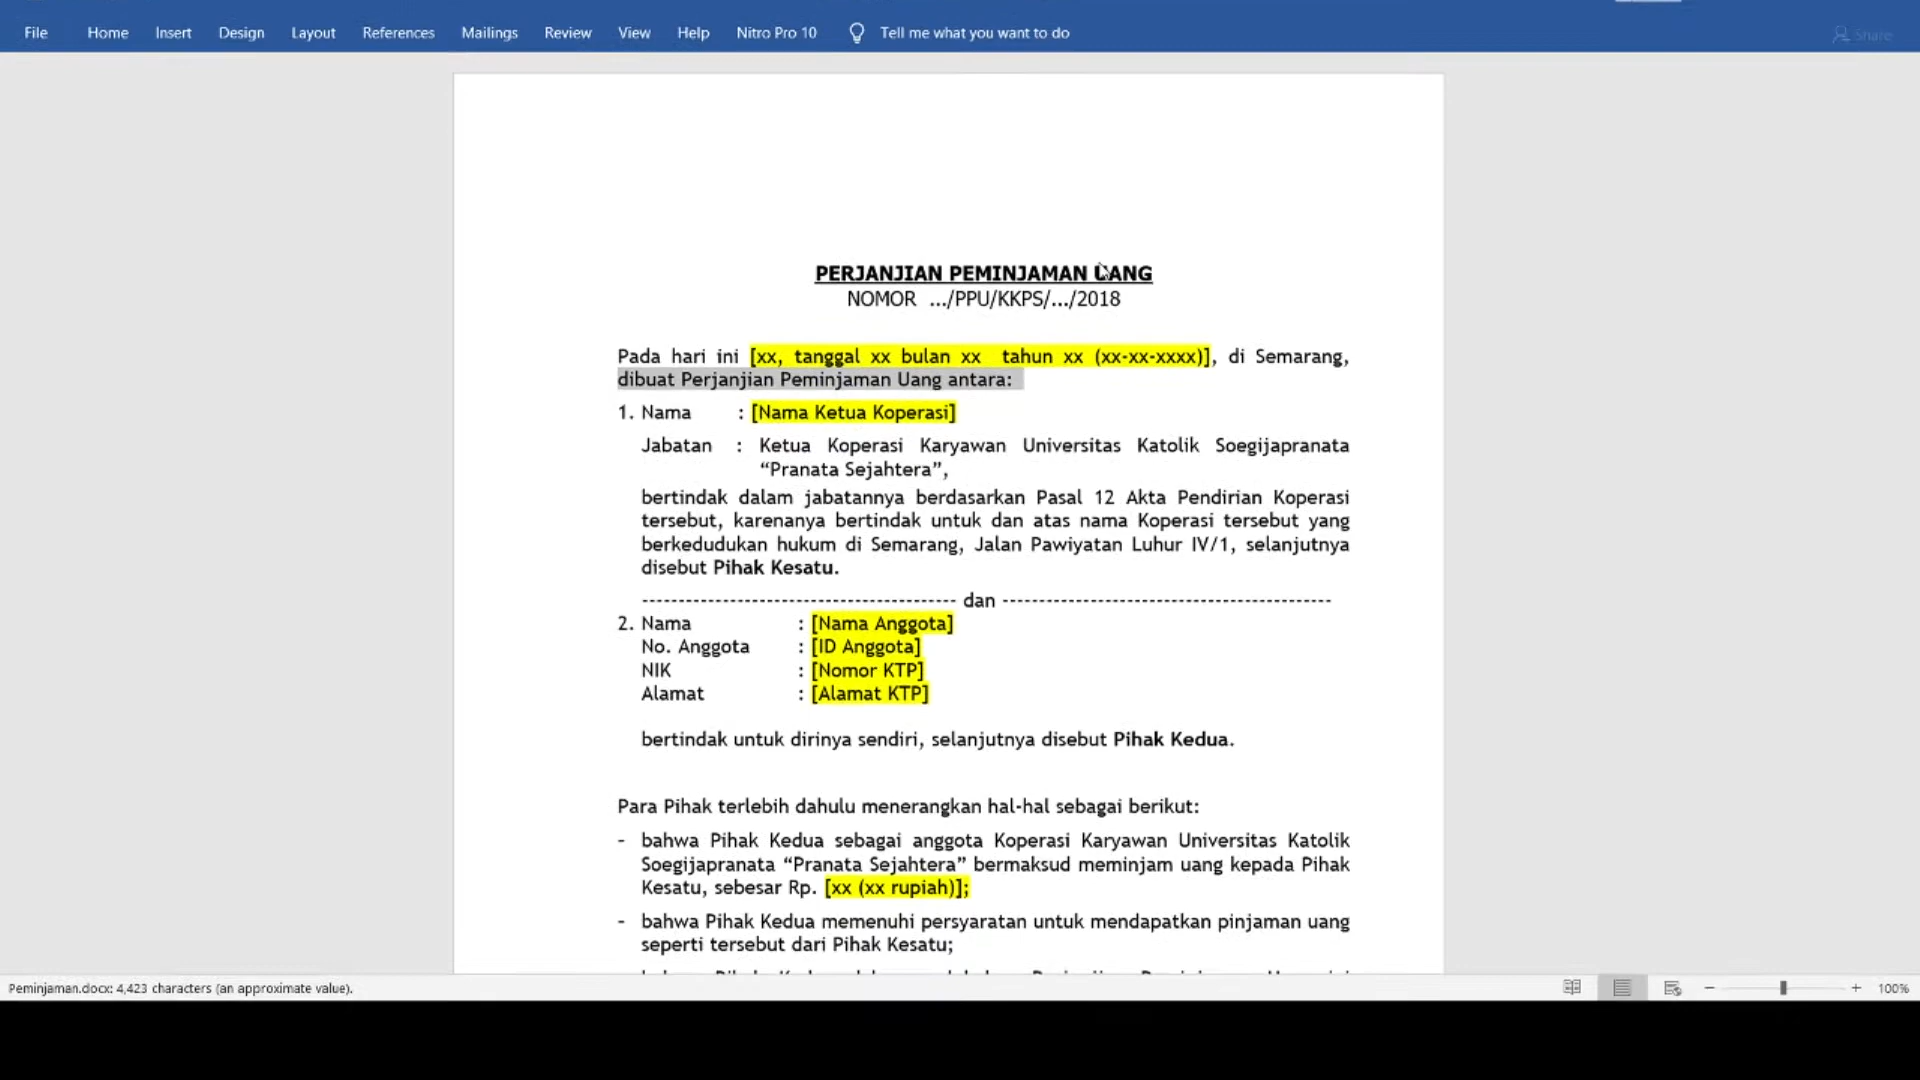 File Home Insert Design Layout References Mailings Review View Help Nitro Pro 10 Tell me what you want to do Share
PERJANJIAN PEMINJAMAN UANG
NOMOR .../PPU/KKPS/.../2018
Pada hari ini [xx, tanggal xx bulan xx tahun xx (xx-xx-xxxx)], di Semarang,
dibuat Perjanjian Peminjaman Uang antara:
1. Nama : [Nama Ketua Koperasi]
Jabatan : Ketua Koperasi Karyawan Universitas Katolik Soegijapranata
“Pranata Sejahtera”,
bertindak dalam jabatannya berdasarkan Pasal 12 Akta Pendirian Koperasi
tersebut, karenanya bertindak untuk dan atas nama Koperasi tersebut yang
berkedudukan hukum di Semarang, Jalan Pawiyatan Luhur IV/1, selanjutnya
disebut Pihak Kesatu.
------------------------------------------- dan ---------------------------------------------
2. Nama : [Nama Anggota]
No. Anggota : [ID Anggota]
NIK : [Nomor KTP]
Alamat : [Alamat KTP]
bertindak untuk dirinya sendiri, selanjutnya disebut Pihak Kedua.
Para Pihak terlebih dahulu menerangkan hal-hal sebagai berikut:
- bahwa Pihak Kedua sebagai anggota Koperasi Karyawan Universitas Katolik
Soegijapranata “Pranata Sejahtera” bermaksud meminjam uang kepada Pihak
Kesatu, sebesar Rp. [xx (xx rupiah)];
- bahwa Pihak Kedua memenuhi persyaratan untuk mendapatkan pinjaman uang
seperti tersebut dari Pihak Kesatu;
Peminjaman.docx: 4,423 characters (an approximate value). 100%